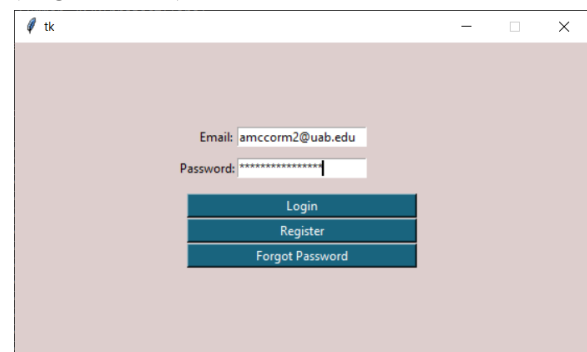 tk
Email: amccorm2@uab.edu
Password: ****************
Login
Register
Forgot Password